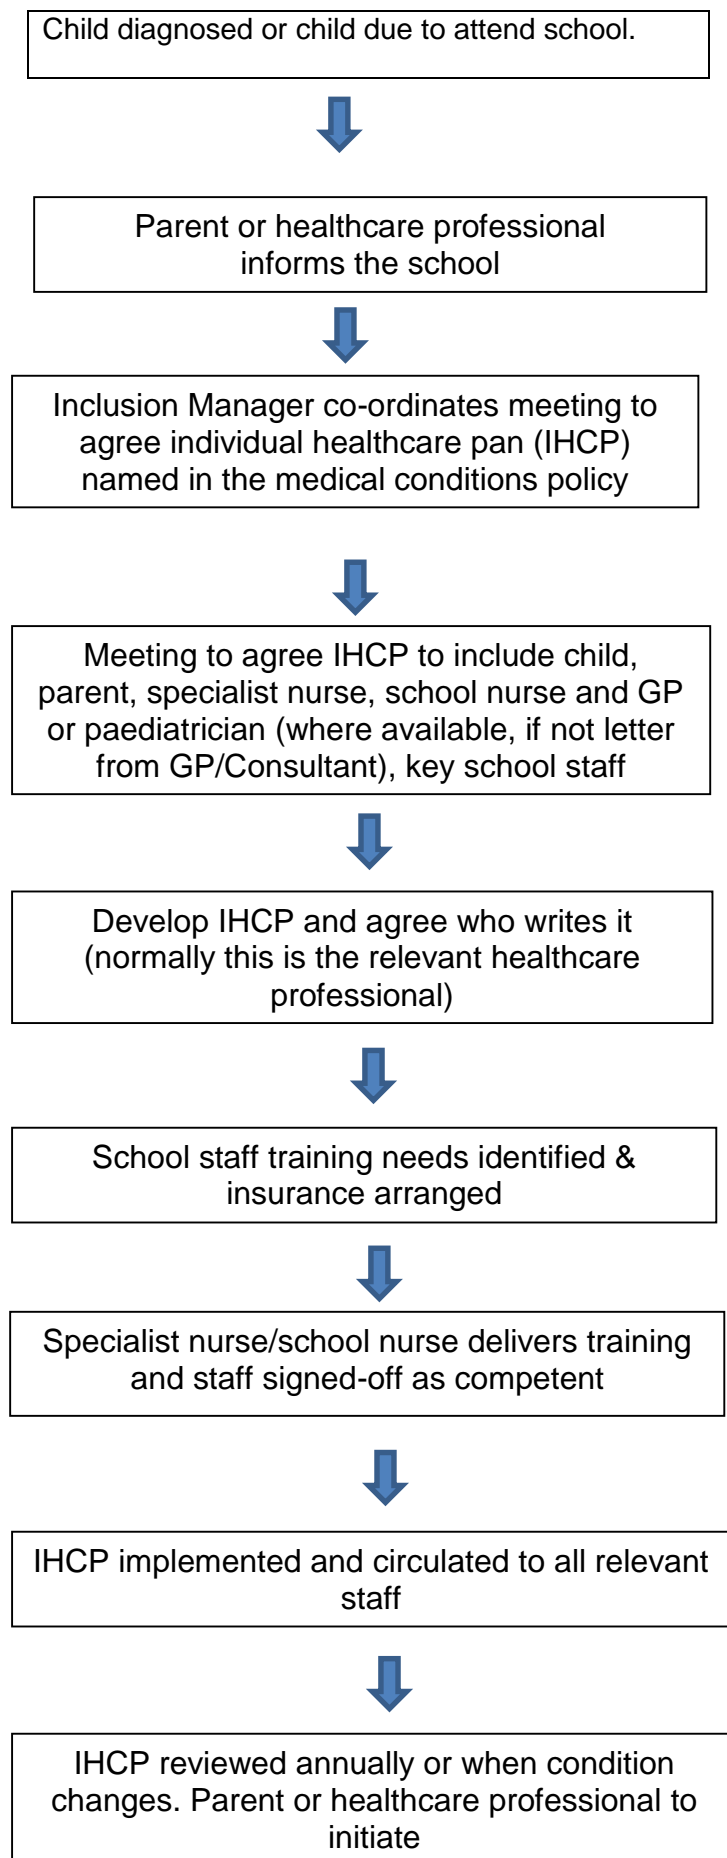 Child diagnosed or child due to attend school.
Parent or healthcare professional
informs the school
Inclusion Manager co-ordinates meeting to
agree individual healthcare pan (IHCP)
named in the medical conditions policy
Meeting to agree IHCP to include child,
parent, specialist nurse, school nurse and GP
or paediatrician (where available, if not letter
from GP/Consultant), key school staff
Develop IHCP and agree who writes it
(normally this is the relevant healthcare
professional)
School staff training needs identified &
insurance arranged
Specialist nurse/school nurse delivers training
and staff signed-off as competent
IHCP implemented and circulated to all relevant
staff
IHCP reviewed annually or when condition
changes. Parent or healthcare professional to
initiate